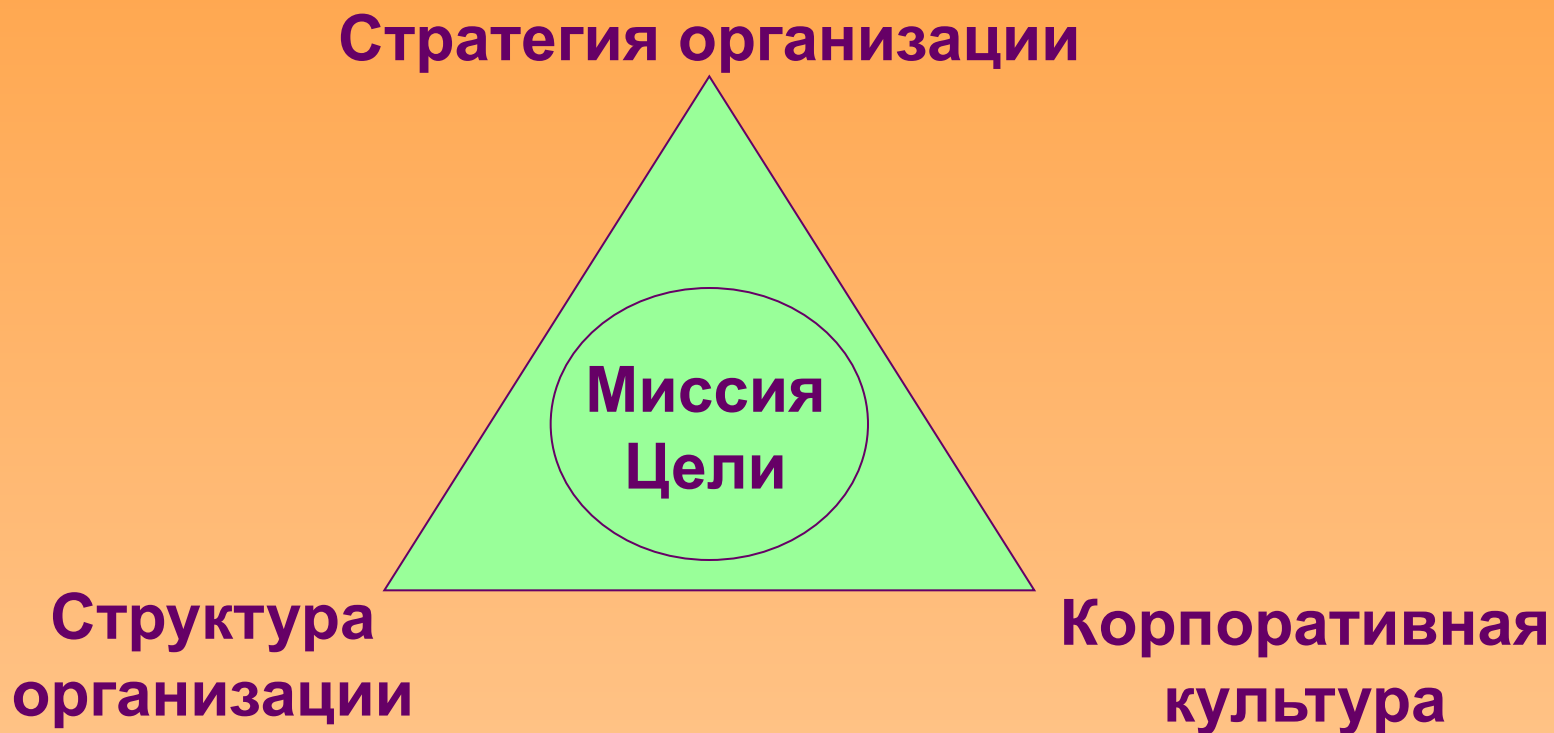 Стратегия организации
Миссия
Цели
Структура
организации
Корпоративная
культура